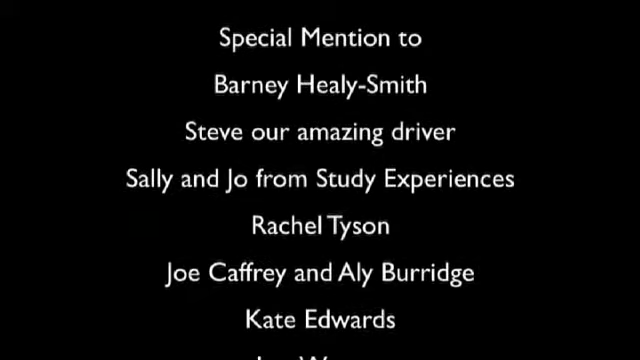 Special Mention to
Barney Healy-Smith
Steve our amazing driver
Sally and Jo from Study Experiences
Rachel Tyson
Joe Caffrey and Aly Burridge
Kate Edwards